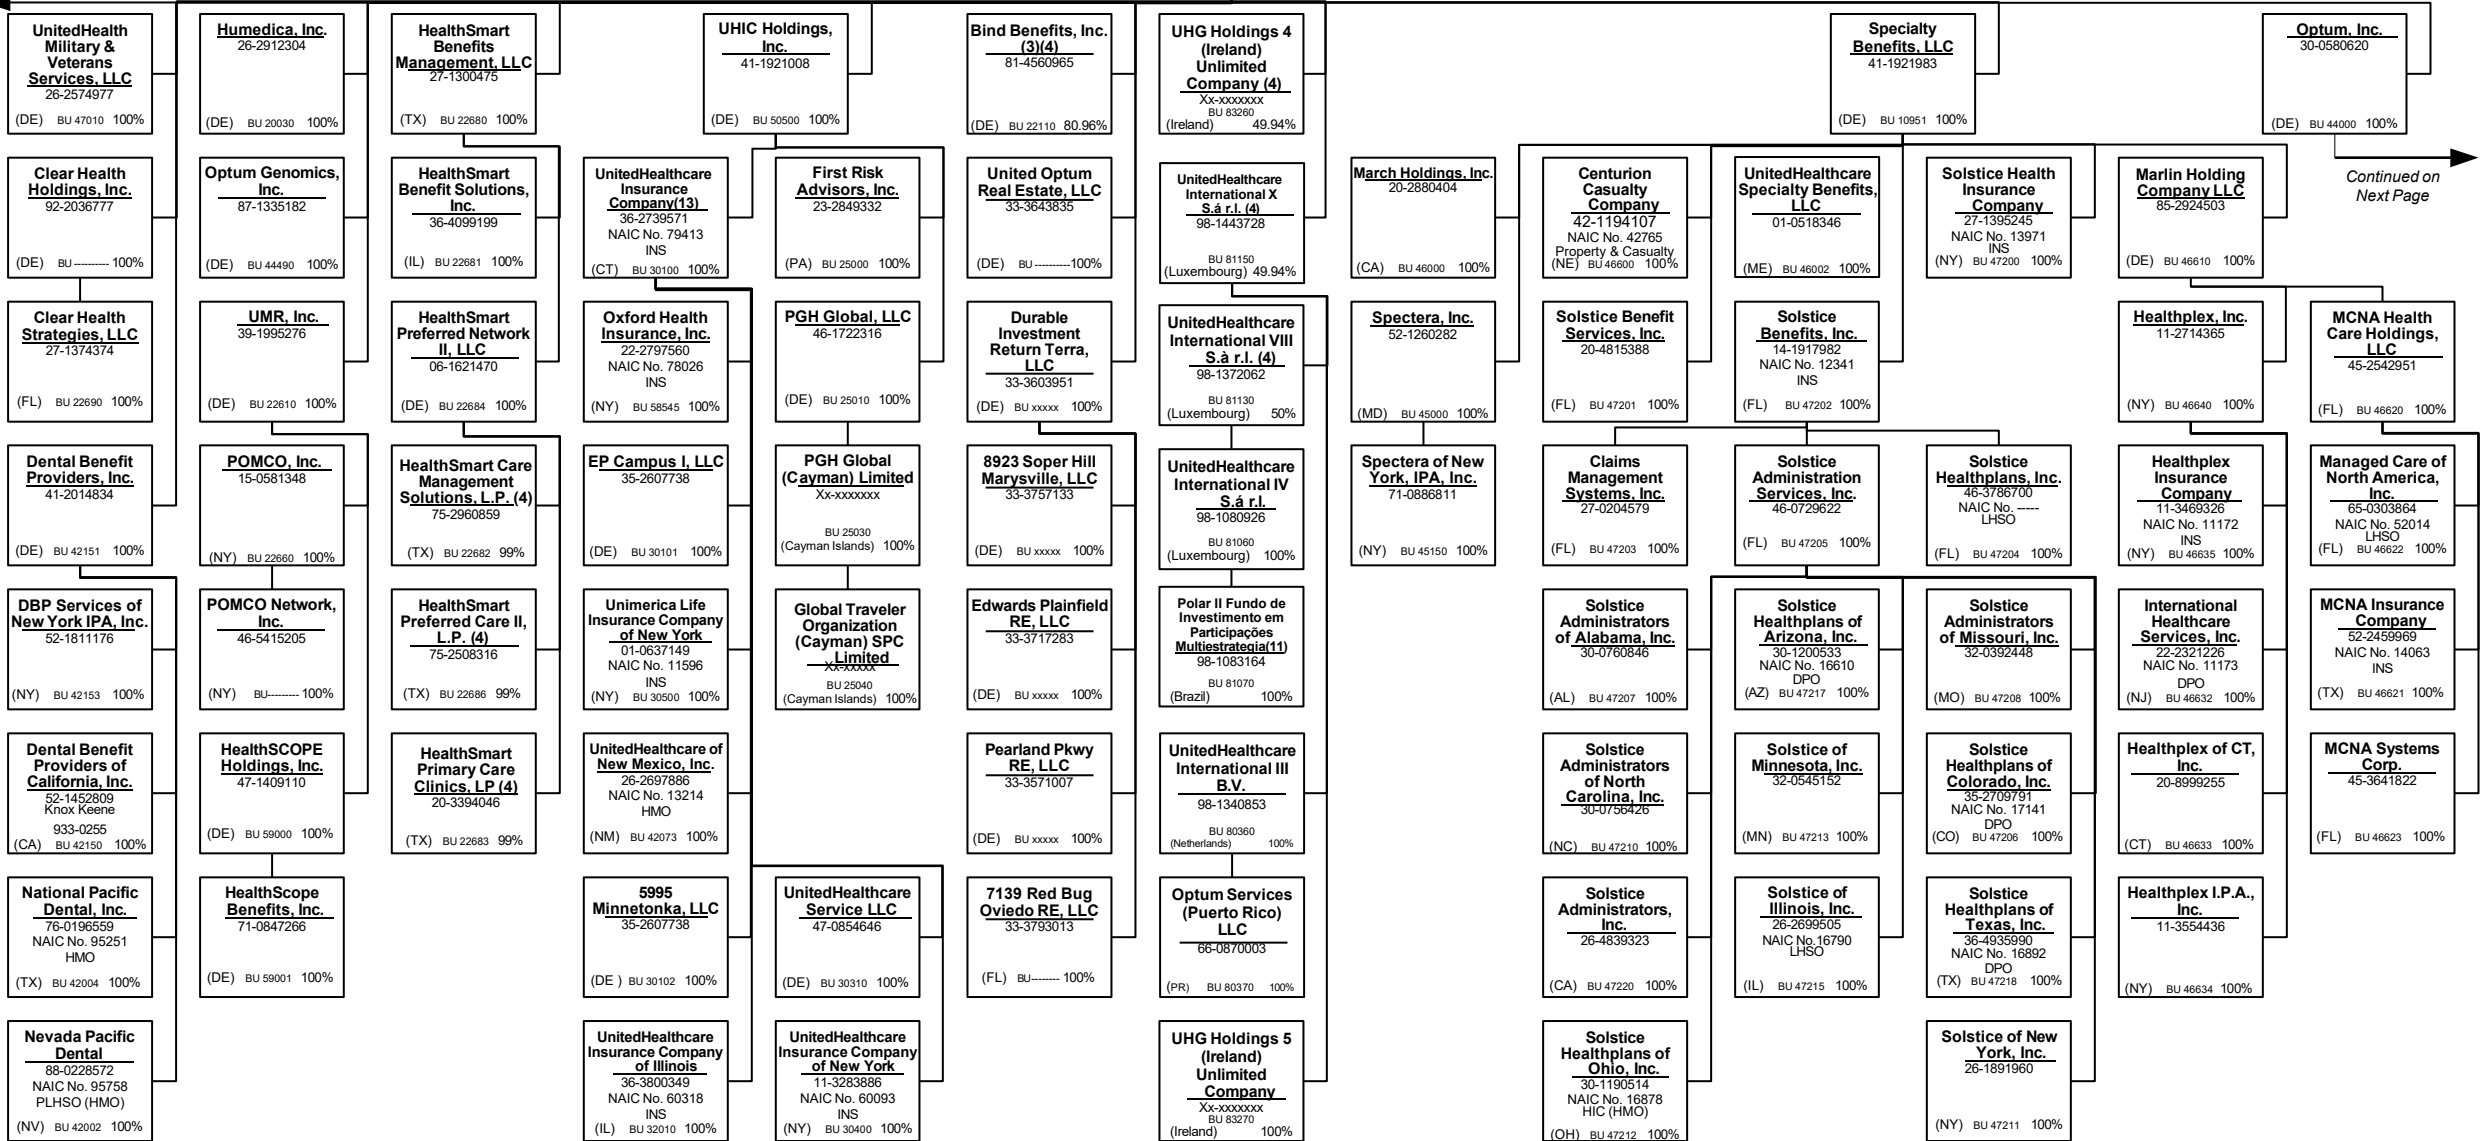 UnitedHealth
Military &
Veterans
Services, LLC
26-2574977
(DE) BU 47010 100%
Humedica, Inc.
26-2912304
(DE) BU 20030 100%
HealthSmart
Benefits
Management, LLC
27-1300475
(TX) BU 22680 100%
UHIC Holdings,
Inc.
41-1921008
(DE) BU 50500 100%
Bind Benefits, Inc.
(3)(4)
81-4560965
(DE) BU 22110 80.96%
UHG Holdings 4
(Ireland)
Unlimited
Company (4)
Xx-xxxxxxx
BU 83260
(Ireland) 49.94%
Specialty
Benefits, LLC
41-1921983
(DE) BU 10951 100%
Optum, Inc.
30-0580620
(DE) BU 44000 100%
Clear Health
Holdings, Inc.
92-2036777
(DE) BU ---------- 100%
Optum Genomics,
Inc.
87-1335182
(DE) BU 44490 100%
HealthSmart
Benefit Solutions,
Inc.
36-4099199
(IL) BU 22681 100%
UnitedHealthcare
Insurance
Company(13)
36-2739571
NAIC No. 79413
INS
(CT) BU 30100 100%
First Risk
Advisors, Inc.
23-2849332
(PA) BU 25000 100%
United Optum
Real Estate, LLC
33-3643835
(DE) BU ----------100%
UnitedHealthcare
International X
S.á r.l. (4)
98-1443728
BU 81150
(Luxembourg) 49.94%
March Holdings, Inc.
20-2880404
(CA) BU 46000 100%
Centurion
Casualty
Company
42-1194107
NAIC No. 42765
Property & Casualty
(NE) BU 46600 100%
UnitedHealthcare
Specialty Benefits,
LLC
01-0518346
(ME) BU 46002 100%
Solstice Health
Insurance
Company
27-1395245
NAIC No. 13971
INS
(NY) BU 47200 100%
Marlin Holding
Company LLC
85-2924503
(DE) BU 46610 100%
Continued on
Next Page
Clear Health
Strategies, LLC
27-1374374
(FL) BU 22690 100%
UMR, Inc.
39-1995276
(DE) BU 22610 100%
HealthSmart
Preferred Network
II, LLC
06-1621470
(DE) BU 22684 100%
Oxford Health
Insurance, Inc.
22-2797560
NAIC No. 78026
INS
(NY) BU 58545 100%
PGH Global, LLC
46-1722316
(DE) BU 25010 100%
Durable
Investment
Return Terra,
LLC
33-3603951
(DE) BU xxxxx 100%
UnitedHealthcare
International VIII
S.à r.l. (4)
98-1372062
BU 81130
(Luxembourg) 50%
Spectera, Inc.
52-1260282
(MD) BU 45000 100%
Solstice Benefit
Services, Inc.
20-4815388
(FL) BU 47201 100%
Solstice
Benefits, Inc.
14-1917982
NAIC No. 12341
INS
(FL) BU 47202 100%
Healthplex, Inc.
11-2714365
(NY) BU 46640 100%
MCNA Health
Care Holdings,
LLC
45-2542951
(FL) BU 46620 100%
Dental Benefit
Providers, Inc.
41-2014834
(DE) BU 42151 100%
POMCO, Inc.
15-0581348
(NY) BU 22660 100%
HealthSmart Care
Management
Solutions, L.P. (4)
75-2960859
(TX) BU 22682 99%
EP Campus I, LLC
35-2607738
(DE) BU 30101 100%
PGH Global
(Cayman) Limited
Xx-xxxxxxx
BU 25030
(Cayman Islands) 100%
8923 Soper Hill
Marysville, LLC
33-3757133
(DE) BU xxxxx 100%
UnitedHealthcare
International IV
S.á r.l.
98-1080926
BU 81060
(Luxembourg) 100%
Spectera of New
York, IPA, Inc.
71-0886811
(NY) BU 45150 100%
Claims
Management
Systems, Inc.
27-0204579
(FL) BU 47203 100%
Solstice
Administration
Services, Inc.
46-0729622
(FL) BU 47205 100%
Solstice
Healthplans, Inc.
46-3786700
NAIC No. -----
LHSO
(FL) BU 47204 100%
Healthplex
Insurance
Company
11-3469326
NAIC No. 11172
INS
(NY) BU 46635 100%
Managed Care of
North America,
Inc.
65-0303864
NAIC No. 52014
LHSO
(FL) BU 46622 100%
DBP Services of
New York IPA, Inc.
52-1811176
(NY) BU 42153 100%
POMCO Network,
Inc.
46-5415205
(NY) BU--------- 100%
HealthSmart
Preferred Care II,
L.P. (4)
75-2508316
(TX) BU 22686 99%
Unimerica Life
Insurance Company
of New York
01-0637149
NAIC No. 11596
INS
(NY) BU 30500 100%
Global Traveler
Organization
(Cayman) SPC
Limited
Xx-xxxxx
BU 25040
(Cayman Islands) 100%
Edwards Plainfield
RE, LLC
33-3717283
(DE) BU xxxxx 100%
Polar II Fundo de
Investimento em
Participações
Multiestrategia(11)
98-1083164
BU 81070
(Brazil) 100%
Solstice
Administrators
of Alabama, Inc.
30-0760846
(AL) BU 47207 100%
Solstice
Healthplans of
Arizona, Inc.
30-1200533
NAIC No. 16610
DPO
(AZ) BU 47217 100%
Solstice
Administrators
of Missouri, Inc.
32-0392448
(MO) BU 47208 100%
International
Healthcare
Services, Inc.
22-2321226
NAIC No. 11173
DPO
(NJ) BU 46632 100%
MCNA Insurance
Company
52-2459969
NAIC No. 14063
INS
(TX) BU 46621 100%
Dental Benefit
Providers of
California, Inc.
52-1452809
Knox Keene
933-0255
(CA) BU 42150 100%
HealthSCOPE
Holdings, Inc.
47-1409110
(DE) BU 59000 100%
HealthSmart
Primary Care
Clinics, LP (4)
20-3394046
(TX) BU 22683 99%
UnitedHealthcare of
New Mexico, Inc.
26-2697886
NAIC No. 13214
HMO
(NM) BU 42073 100%
Pearland Pkwy
RE, LLC
33-3571007
(DE) BU xxxxx 100%
UnitedHealthcare
International III
B.V.
98-1340853
BU 80360
(Netherlands) 100%
Solstice
Administrators
of North
Carolina, Inc.
30-0756426
(NC) BU 47210 100%
Solstice of
Minnesota, Inc.
32-0545152
(MN) BU 47213 100%
Solstice
Healthplans of
Colorado, Inc.
35-2709791
NAIC No. 17141
DPO
(CO) BU 47206 100%
Healthplex of CT,
Inc.
20-8999255
(CT) BU 46633 100%
MCNA Systems
Corp.
45-3641822
(FL) BU 46623 100%
National Pacific
Dental, Inc.
76-0196559
NAIC No. 95251
HMO
(TX) BU 42004 100%
HealthScope
Benefits, Inc.
71-0847266
(DE) BU 59001 100%
5995
Minnetonka, LLC
35-2607738
(DE ) BU 30102 100%
UnitedHealthcare
Service LLC
47-0854646
(DE) BU 30310 100%
7139 Red Bug
Oviedo RE, LLC
33-3793013
(FL) BU-------- 100%
Optum Services
(Puerto Rico)
LLC
66-0870003
(PR) BU 80370 100%
Solstice
Administrators,
Inc.
26-4839323
(CA) BU 47220 100%
Solstice of
Illinois, Inc.
26-2699505
NAIC No.16790
LHSO
(IL) BU 47215 100%
Solstice
Healthplans of
Texas, Inc.
36-4935990
NAIC No. 16892
DPO
(TX) BU 47218 100%
Healthplex I.P.A.,
Inc.
11-3554436
(NY) BU 46634 100%
Nevada Pacific
Dental
88-0228572
NAIC No. 95758
PLHSO (HMO)
(NV) BU 42002 100%
UnitedHealthcare
Insurance Company
of Illinois
36-3800349
NAIC No. 60318
INS
(IL) BU 32010 100%
UnitedHealthcare
Insurance Company
of New York
11-3283886
NAIC No. 60093
INS
(NY) BU 30400 100%
UHG Holdings 5
(Ireland)
Unlimited
Company
Xx-xxxxxxx
BU 83270
(Ireland) 100%
Solstice
Healthplans of
Ohio, Inc.
30-1190514
NAIC No. 16878
HIC (HMO)
(OH) BU 47212 100%
Solstice of New
York, Inc.
26-1891960
(NY) BU 47211 100%